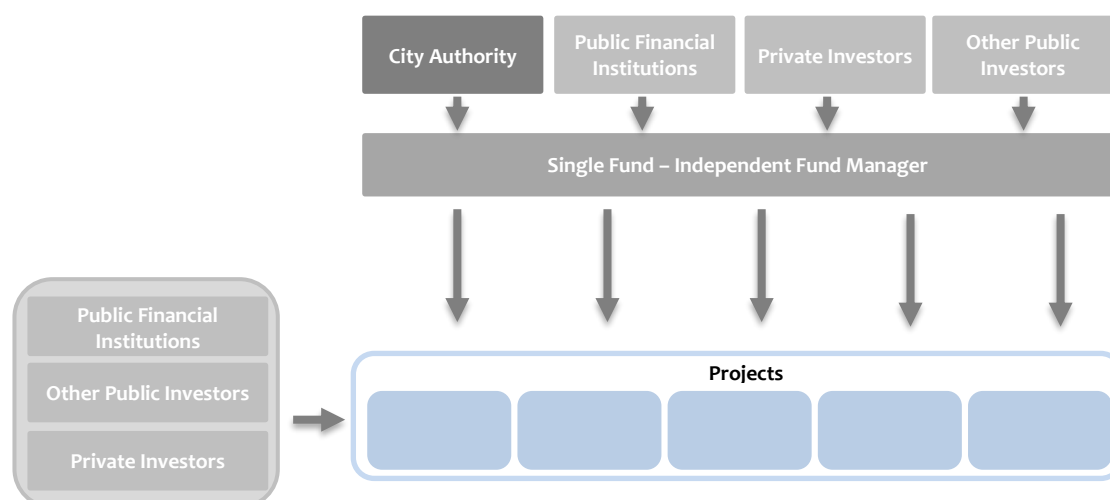 City Authority
Public Financial
Institutions
Private Investors
Other Public
Investors
Single Fund – Independent Fund Manager
Public Financial
Institutions
Other Public Investors
Private Investors
Projects